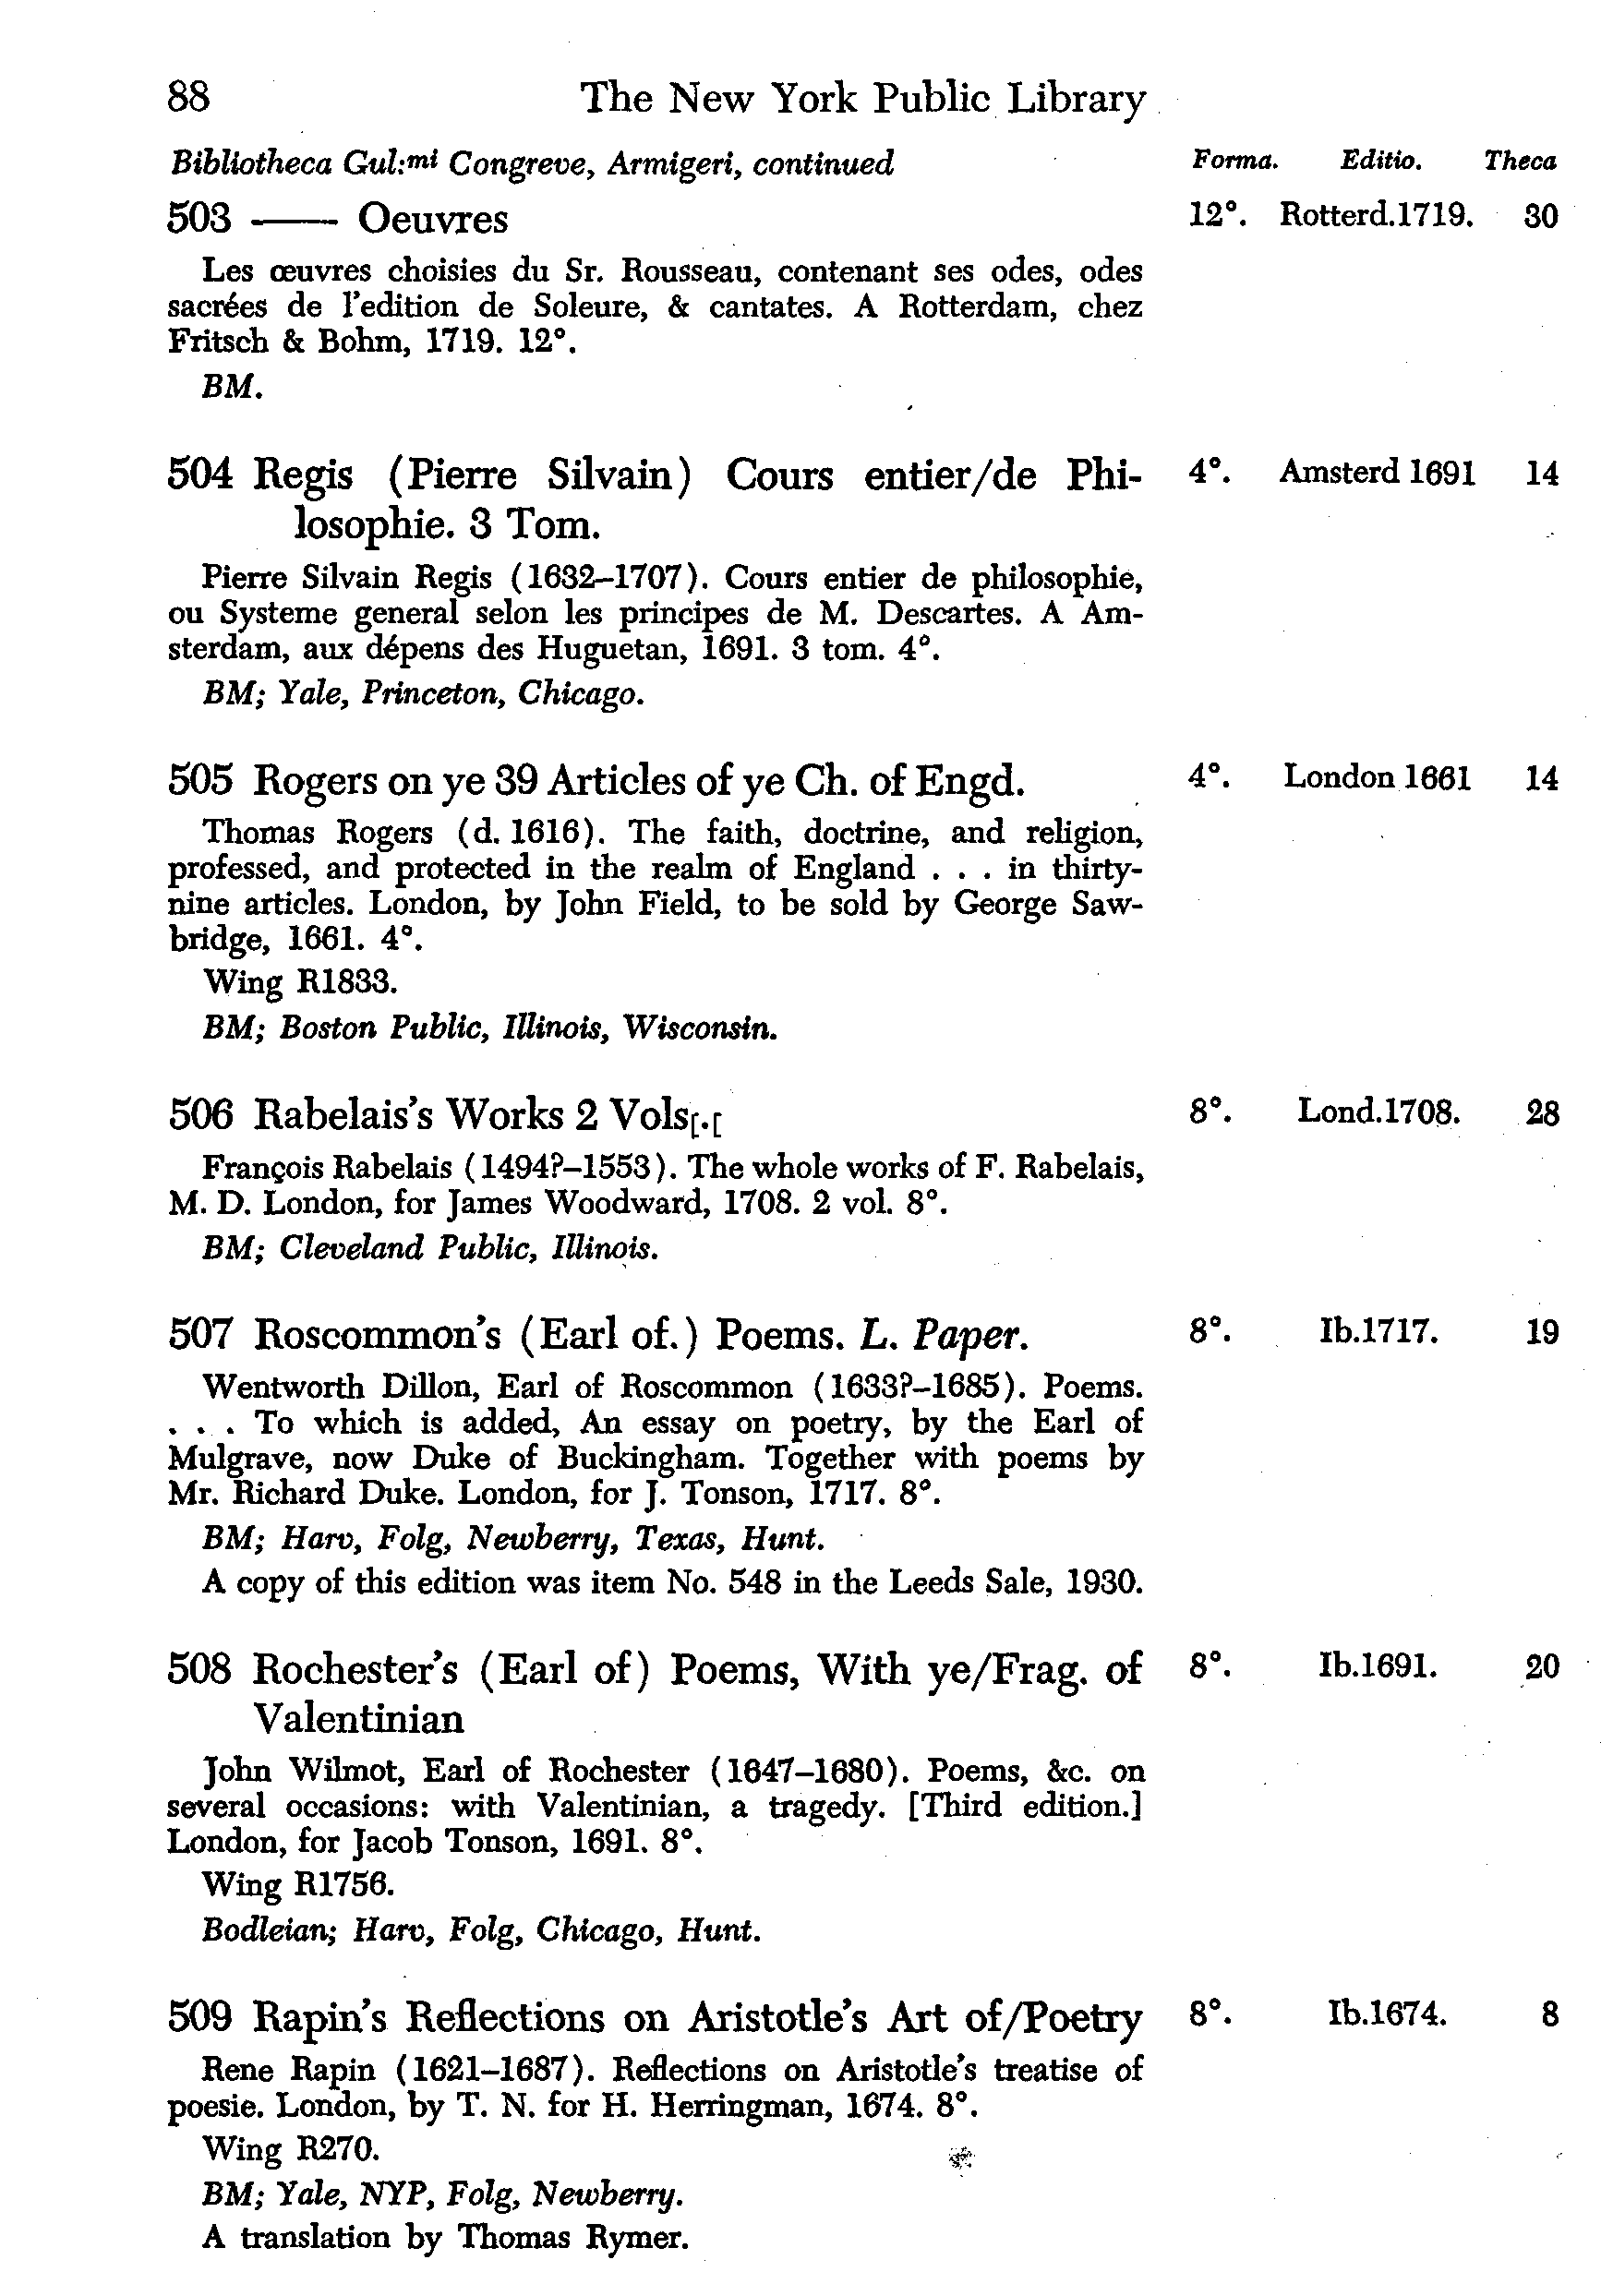 88 The New York Public Library
Bibliotheca Gul:mi Congreve, Armigeri, continued Forma. Editio. Theca
503 —— Oeuvres 12°. Rotterd.1719. 30
Les œuvres choisies du Sr. Rousseau, contenant ses odes, odes
sacrées de l'edition de Soleure, & cantates. A Rotterdam, chez
Fritsch & Bohm, 1719. 12°.
BM.
504 Regis (Pierre Silvain) Cours entier/de Phi- 4°. Amsterd 1691 14
losophie. 3 Tom.
Pierre Silvain Regis (1632–1707). Cours entier de philosophie,
ou Systeme general selon les principes de M. Descartes. A Am-
sterdam, aux dépens des Huguetan, 1691. 3 tom. 4°.
BM; Yale, Princeton, Chicago.
505 Rogers on ye 39 Articles of ye Ch. of Engd. 4°. London 1661 14
Thomas Rogers (d. 1616). The faith, doctrine, and religion,
professed, and protected in the realm of England . . . in thirty-
nine articles. London, by John Field, to be sold by George Saw-
bridge, 1661. 4°.
Wing R1833.
BM; Boston Public, Illinois, Wisconsin.
506 Rabelais's Works 2 Vols[.[ 8°. Lond.1708. 28
François Rabelais (1494?–1553). The whole works of F. Rabelais,
M. D. London, for James Woodward, 1708. 2 vol. 8°.
BM; Cleveland Public, Illinois.
507 Roscommon's (Earl of.) Poems. L. Paper. 8°. Ib.1717. 19
Wentworth Dillon, Earl of Roscommon (1633?–1685). Poems.
. . . To which is added, An essay on poetry, by the Earl of
Mulgrave, now Duke of Buckingham. Together with poems by
Mr. Richard Duke. London, for J. Tonson, 1717. 8°.
BM; Harv, Folg, Newberry, Texas, Hunt.
A copy of this edition was item No. 548 in the Leeds Sale, 1930.
508 Rochester's (Earl of) Poems, With ye/Frag. of 8°. Ib.1691. 20
Valentinian
John Wilmot, Earl of Rochester (1647–1680). Poems, &c. on
several occasions: with Valentinian, a tragedy. [Third edition.]
London, for Jacob Tonson, 1691. 8°.
Wing R1756.
Bodleian; Harv, Folg, Chicago, Hunt.
509 Rapin's Reflections on Aristotle's Art of/Poetry 8°. Ib.1674. 8
Rene Rapin (1621–1687). Reflections on Aristotle's treatise of
poesie. London, by T. N. for H. Herringman, 1674. 8°.
Wing R270.
BM; Yale, NYP, Folg, Newberry.
A translation by Thomas Rymer.